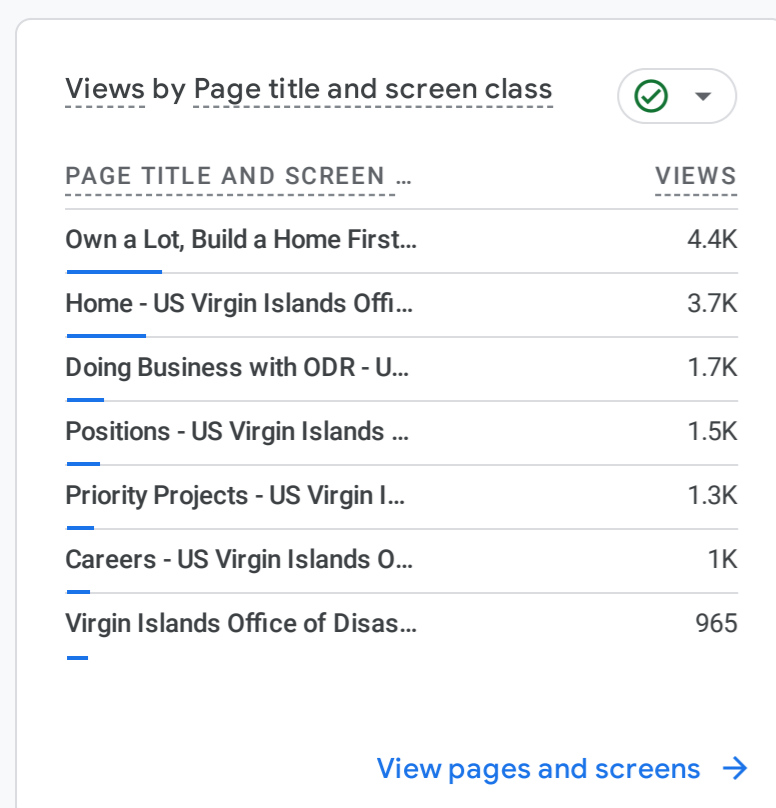 Views by Page title and screen class
PAGE TITLE AND SCREEN …
VIEWS
Own a Lot, Build a Home First…
4.4K
Home - US Virgin Islands Offi…
3.7K
Doing Business with ODR - U…
1.7K
Positions - US Virgin Islands …
1.5K
Priority Projects - US Virgin I…
1.3K
Careers - US Virgin Islands O…
1K
Virgin Islands Office of Disas…
965
View pages and screens